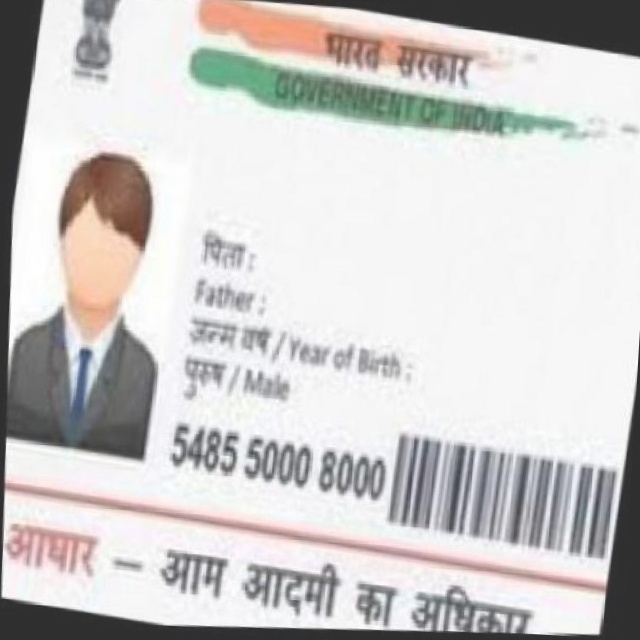 भारत सरकार
GOVERNMENT OF INDIA
पिता :
Father :
जन्म वर्ष / Year of Birth :
पुरुष / Male
5485 5000 8000
आधार – आम आदमी का अधिकार